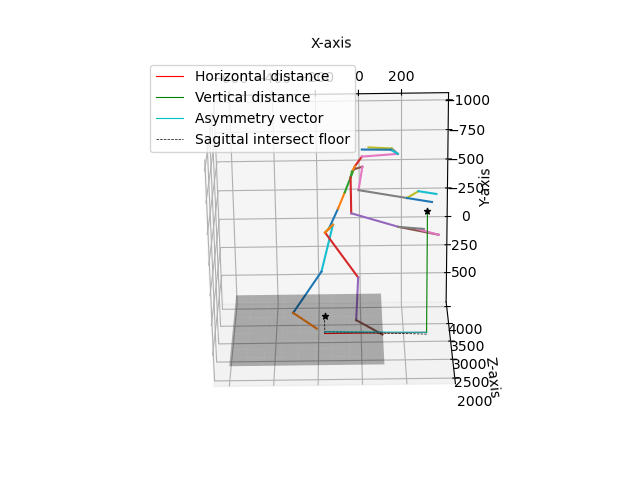 X-axis
0 200
Horizontal distance
Vertical distance
Asymmetry vector
Sagittal intersect floor
−1000
−750
−500
−250
0
250
500
Y-axis
4000
3500
3000
2500
2000
Z-axis